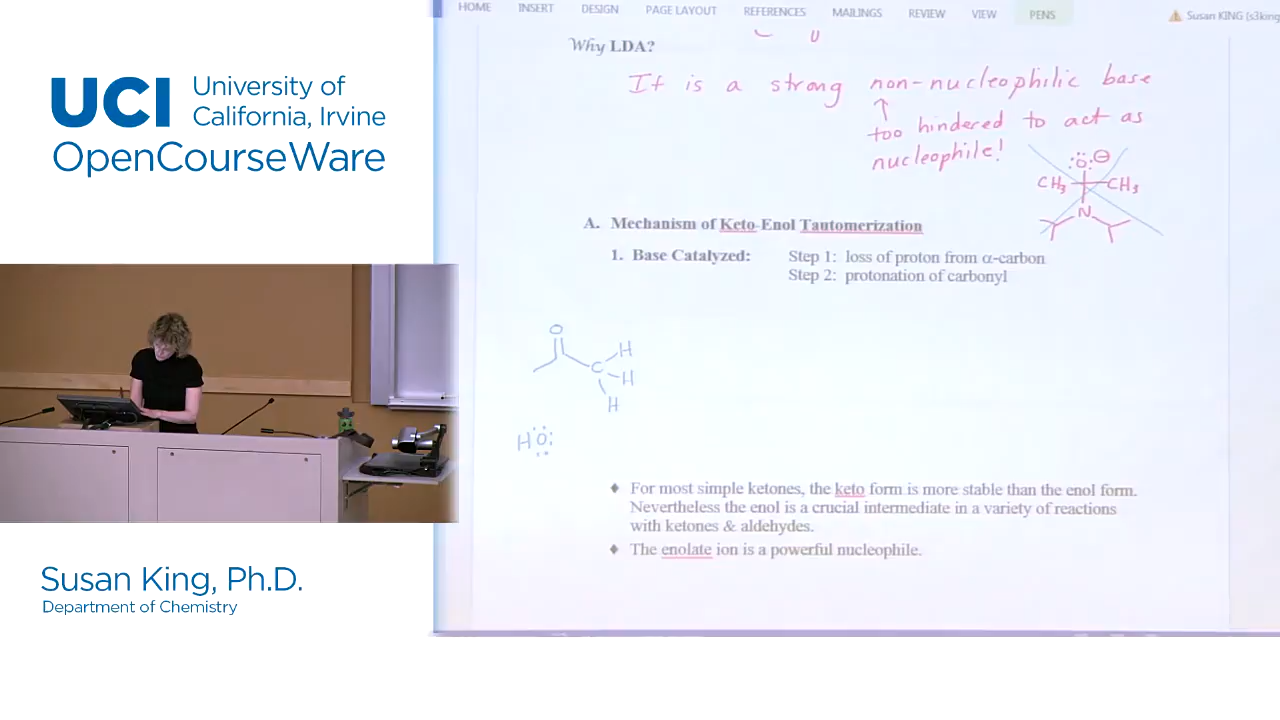 HOME INSERT DESIGN PAGE LAYOUT REFERENCES MAILINGS REVIEW VIEW PENS
Susan KING [s3king
Why LDA?
It is a strong non-nucleophilic base
too hindered to act as
nucleophile!
:Ö:⊖
CH3 CH3
N
A. Mechanism of Keto-Enol Tautomerization
1. Base Catalyzed: Step 1: loss of proton from α-carbon
Step 2: protonation of carbonyl
O
H
C
H
H
HÖ:
♦ For most simple ketones, the keto form is more stable than the enol form.
Nevertheless the enol is a crucial intermediate in a variety of reactions
with ketones & aldehydes.
♦ The enolate ion is a powerful nucleophile.
UCI University of
California, Irvine
OpenCourseWare
Susan King, Ph.D.
Department of Chemistry